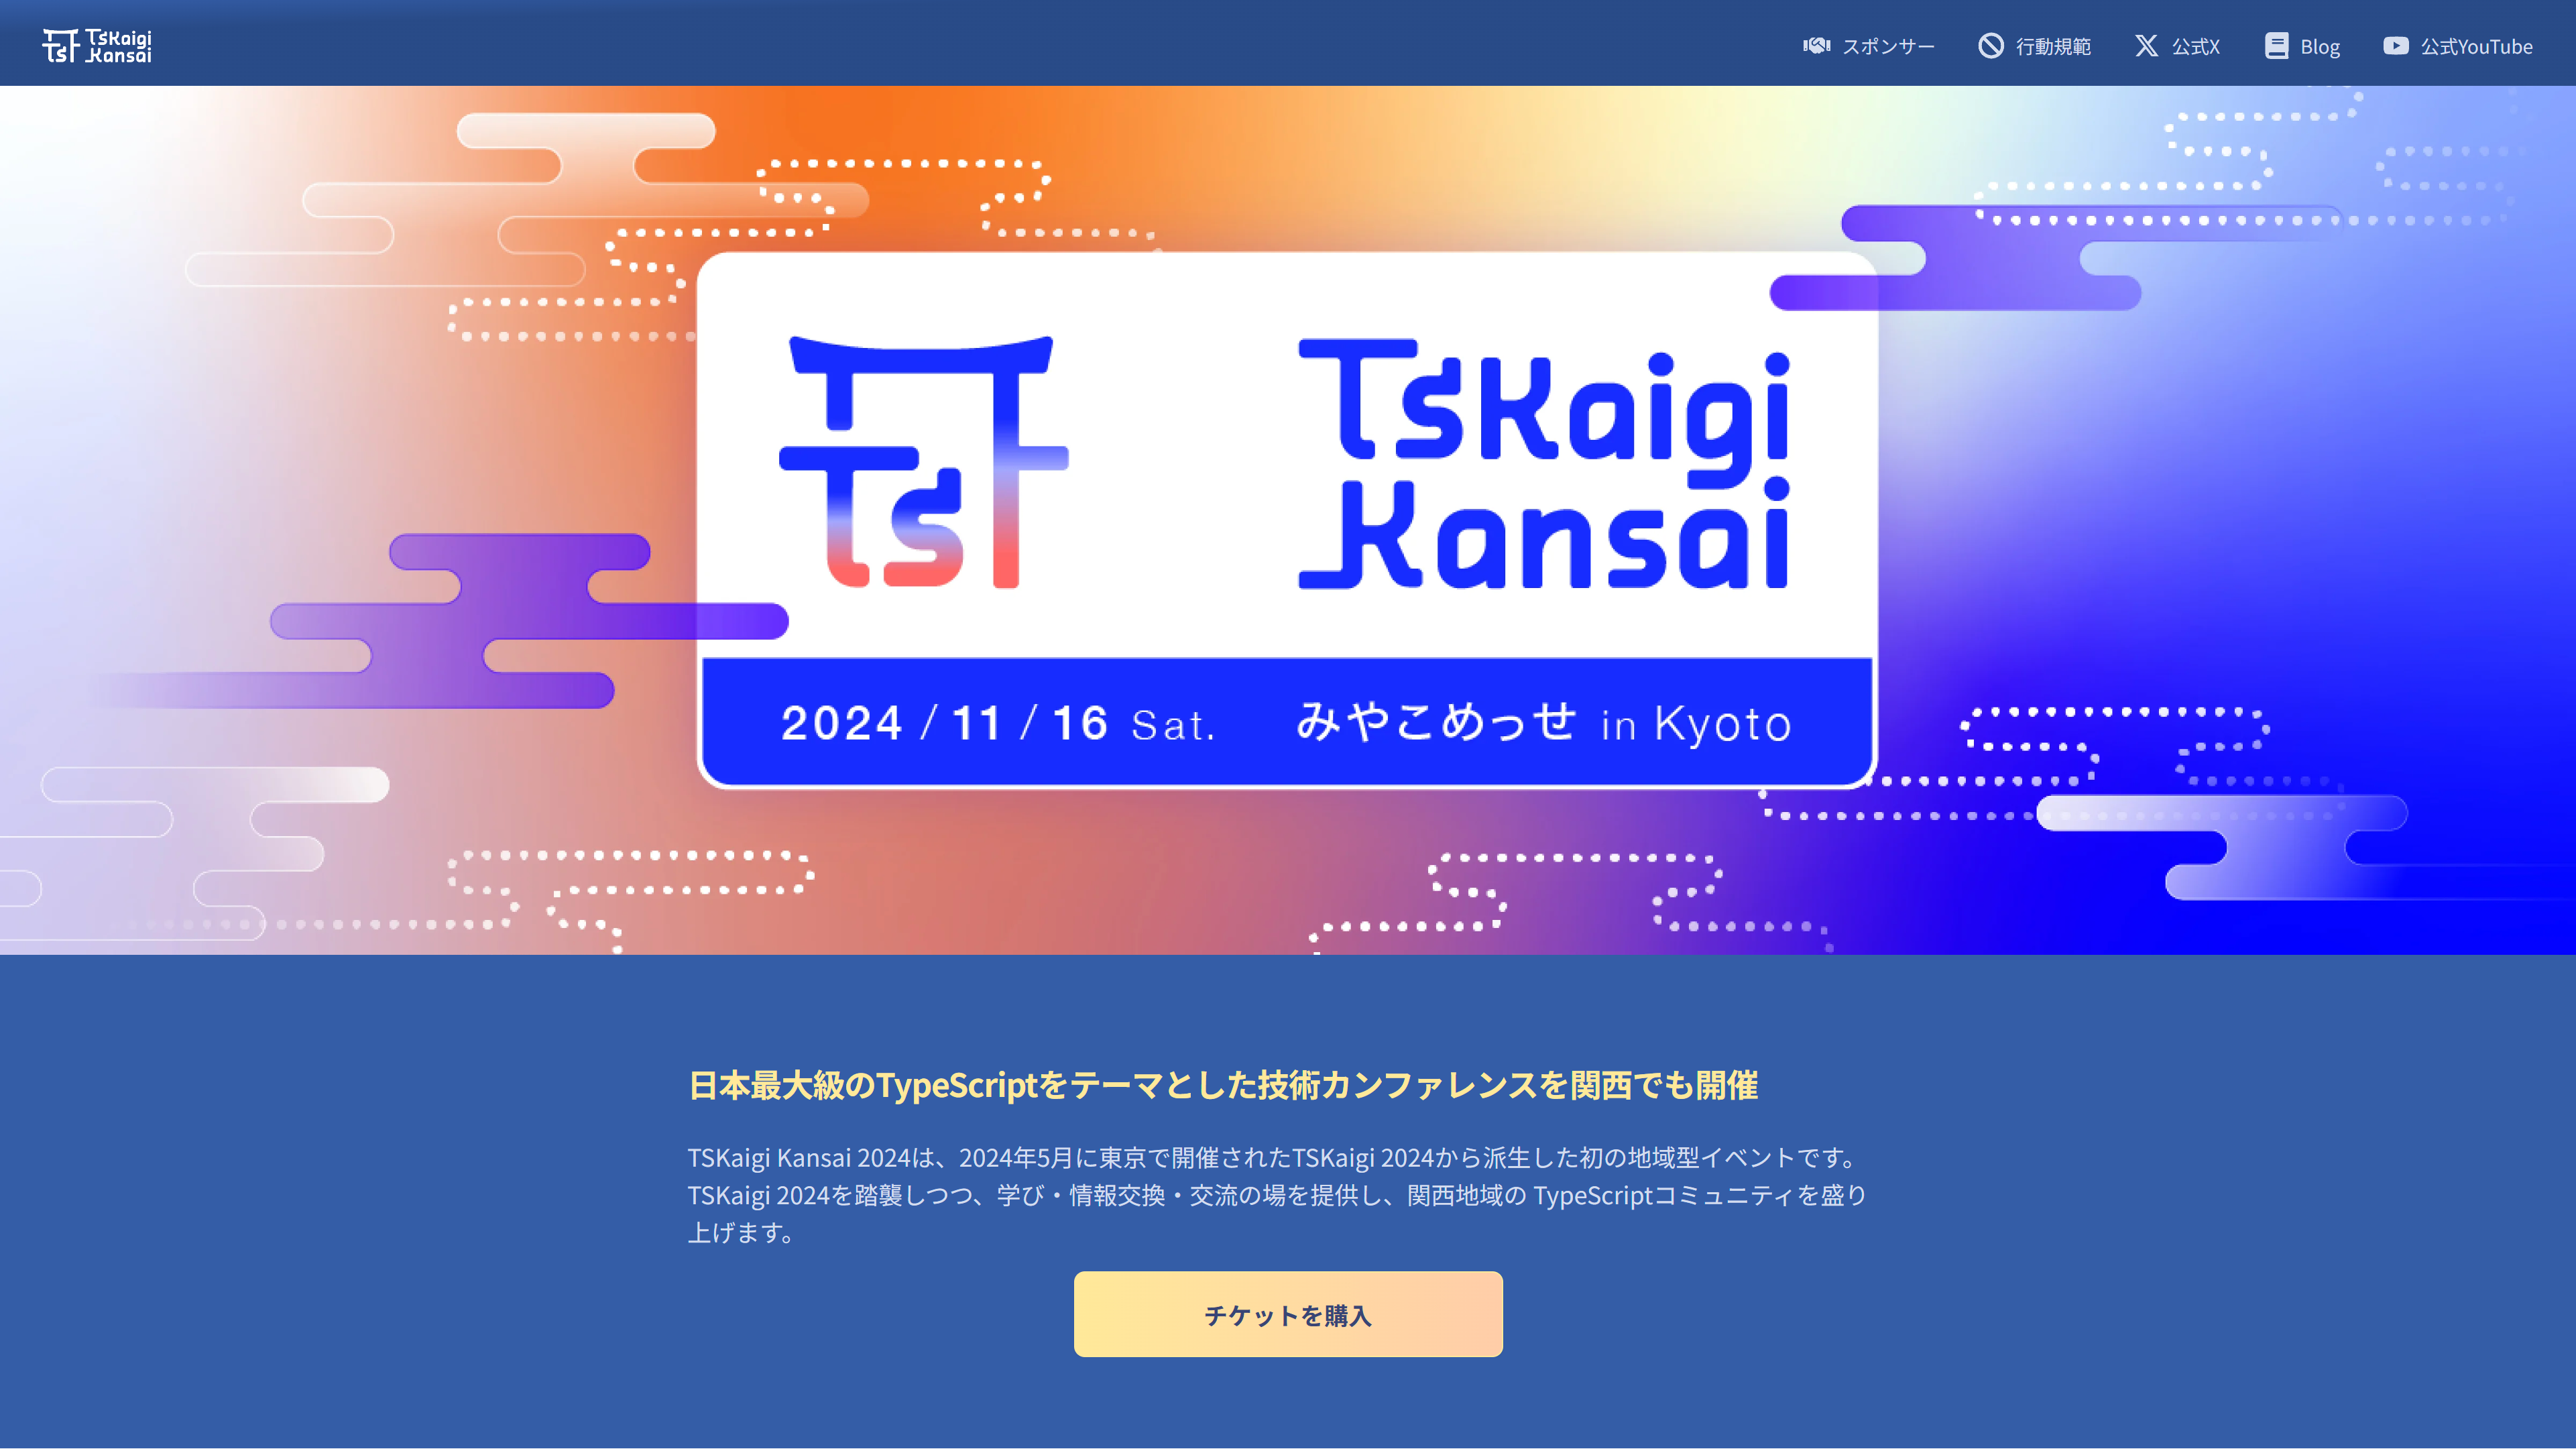 TsKaigi
Kansai
スポンサー
行動規範
公式X
Blog
公式YouTube
Ts
TsKaigi
Kansai
2024 / 11 / 16 Sat.
みやこめっせ in Kyoto
日本最大級のTypeScriptをテーマとした技術カンファレンスを関西でも開催
TSKaigi Kansai 2024は、2024年5月に東京で開催されたTSKaigi 2024から派生した初の地域型イベントです。
TSKaigi 2024を踏襲しつつ、学び・情報交換・交流の場を提供し、関西地域の TypeScriptコミュニティを盛り
上げます。
チケットを購入